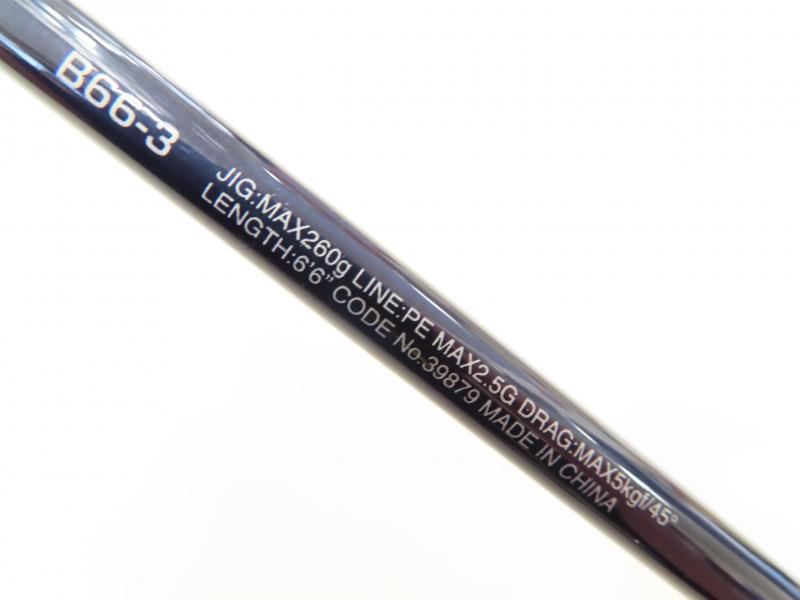 B66-3
JIG:MAX260g LINE:PE MAX2.5G DRAG:MAX5kgf/45°
LENGTH:6'6" CODE No.39879 MADE IN CHINA